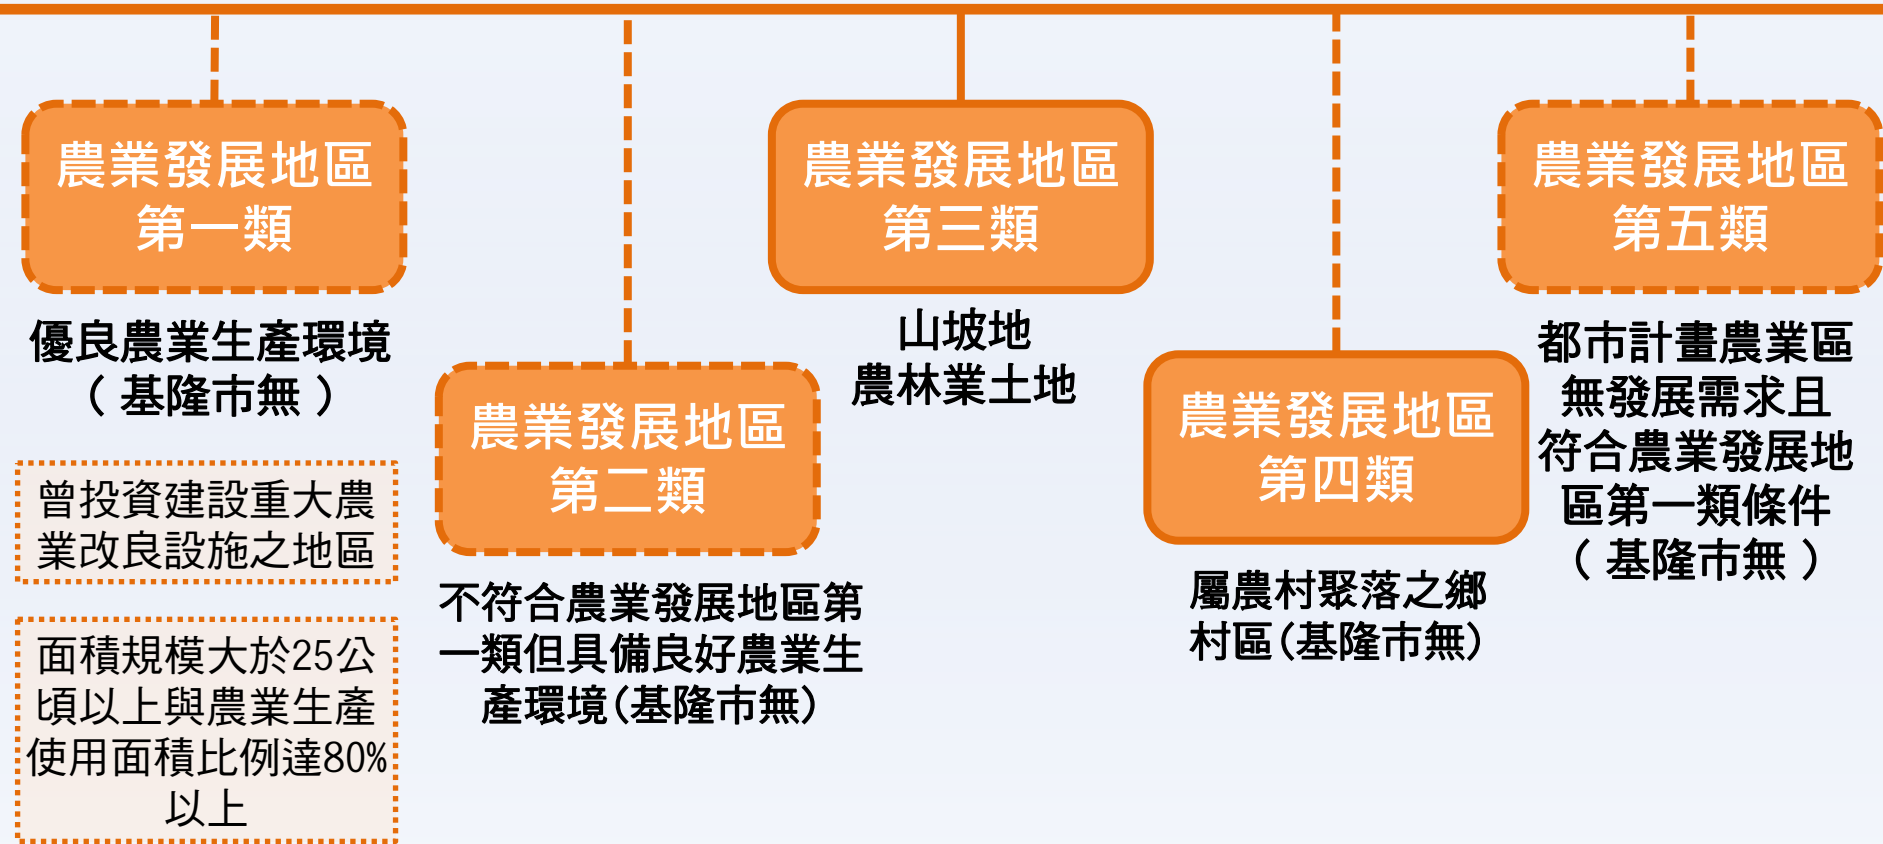 農業發展地區
第一類
優良農業生產環境
( 基隆市無 )
曾投資建設重大農
業改良設施之地區
面積規模大於25公
頃以上與農業生產
使用面積比例達80%
以上
農業發展地區
第二類
不符合農業發展地區第
一類但具備良好農業生
產環境(基隆市無)
農業發展地區
第三類
山坡地
農林業土地
農業發展地區
第四類
屬農村聚落之鄉
村區(基隆市無)
農業發展地區
第五類
都市計畫農業區
無發展需求且
符合農業發展地
區第一類條件
( 基隆市無 )